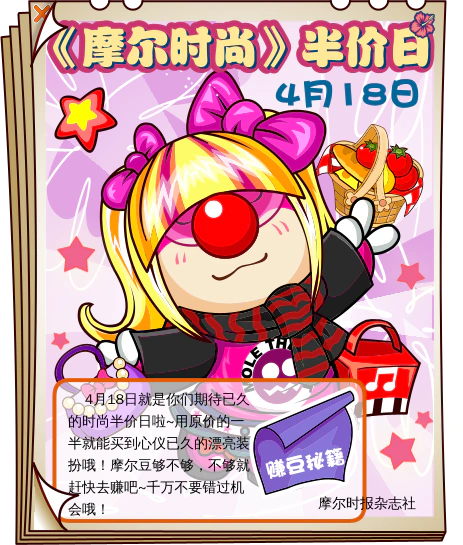 《摩尔时尚》半价日
4月18日
MOLE TH
4月18日就是你们期待已久
的时尚半价日啦~用原价的一
半就能买到心仪已久的漂亮装
扮哦！摩尔豆够不够，不够就
赶快去赚吧~千万不要错过机
会哦！
赚豆秘籍
摩尔时报杂志社